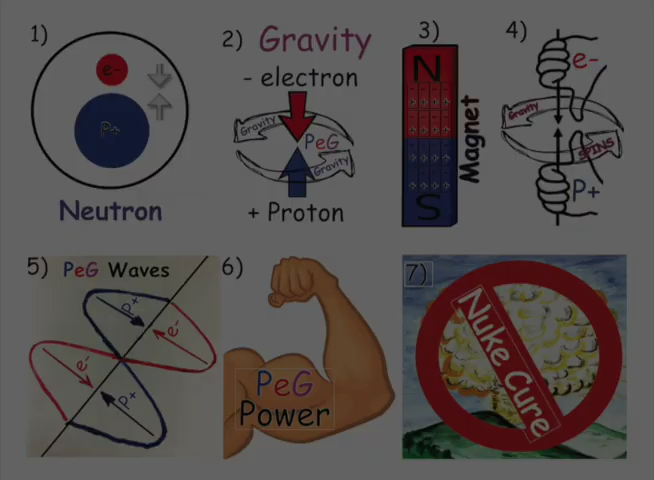 1)
e-
P+
Neutron
2) Gravity
- electron
Gravity
PeG
Gravity
+ Proton
3)
N
S
Magnet
4)
e-
Gravity
SPINS
P+
5) PeG Waves
P+
e-
e-
P+
6)
PeG
Power
7)
Nuke Cure